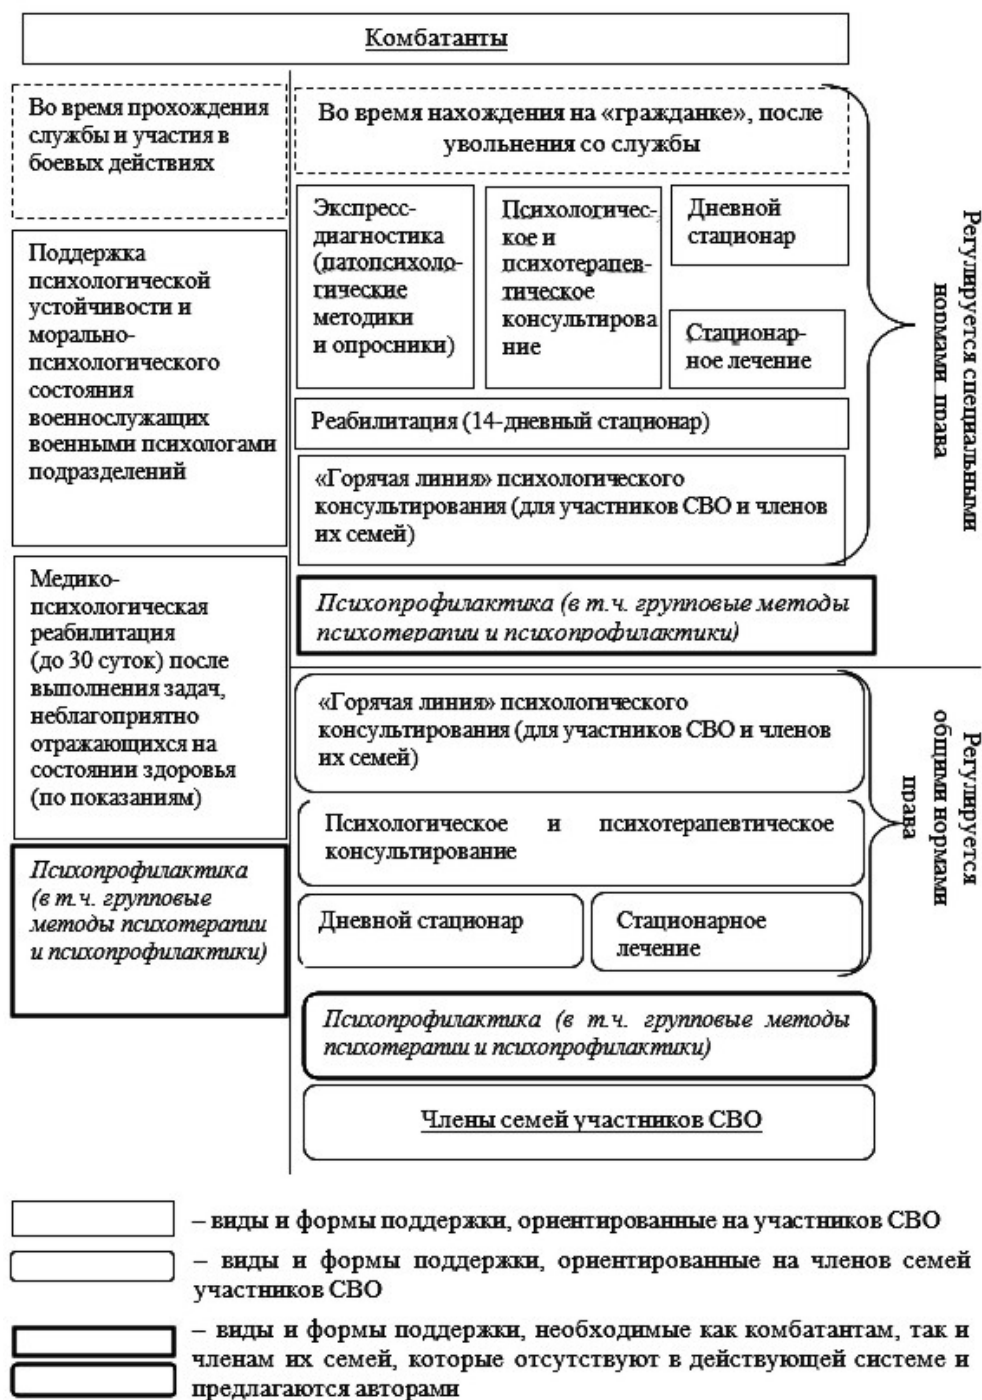 Комбатанты
Во время прохождения
службы и участия в
боевых действиях
Поддержка
психологической
устойчивости и
морально-
психологического
состояния
военнослужащих
военными психологами
подразделений
Медико-
психологическая
реабилитация
(до 30 суток) после
выполнения задач,
неблагоприятно
отражающихся на
состоянии здоровья
(по показаниям)
Психопрофилактика
(в т.ч. групповые
методы психотерапии
и психопрофилактики)
Во время нахождения на «гражданке», после
увольнения со службы
Экспресс-
диагностика
(патопсихоло-
гические
методики
и опросники)
Психологичес-
кое и
психотерапев-
тическое
консультирова
ние
Дневной
стационар
Стационар-
ное лечение
Реабилитация (14-дневный стационар)
«Горячая линия» психологического
консультирования (для участников СВО и членов
их семей)
Психопрофилактика (в т.ч. групповые методы
психотерапии и психопрофилактики)
Регулируется специальными
нормами права
«Горячая линия» психологического
консультирования (для участников СВО и членов
их семей)
Психологическое и психотерапевтическое
консультирование
Дневной стационар
Стационарное
лечение
Психопрофилактика (в т.ч. групповые методы
психотерапии и психопрофилактики)
Члены семей участников СВО
Регулируется
общими нормами
права
– виды и формы поддержки, ориентированные на участников СВО
– виды и формы поддержки, ориентированные на членов семей
участников СВО
– виды и формы поддержки, необходимые как комбатантам, так и
членам их семей, которые отсутствуют в действующей системе и
предлагаются авторами